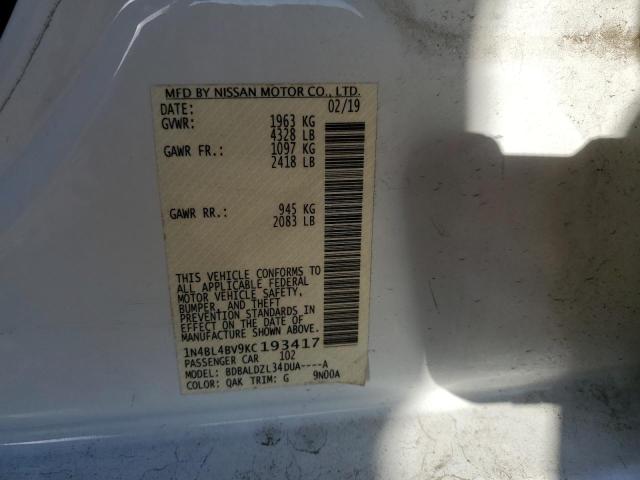 MFD BY NISSAN MOTOR CO., LTD.
DATE: 02/19
GVWR: 1963 KG
4328 LB
GAWR FR.: 1097 KG
2418 LB
GAWR RR.: 945 KG
2083 LB
THIS VEHICLE CONFORMS TO
ALL APPLICABLE FEDERAL
MOTOR VEHICLE SAFETY,
BUMPER, AND THEFT
PREVENTION STANDARDS IN
EFFECT ON THE DATE OF
MANUFACTURE SHOWN ABOVE.
1N4BL4BV9KC193417
PASSENGER CAR 102
MODEL: BDBALDZL34DUA----A
COLOR: QAK TRIM: G 9N00A